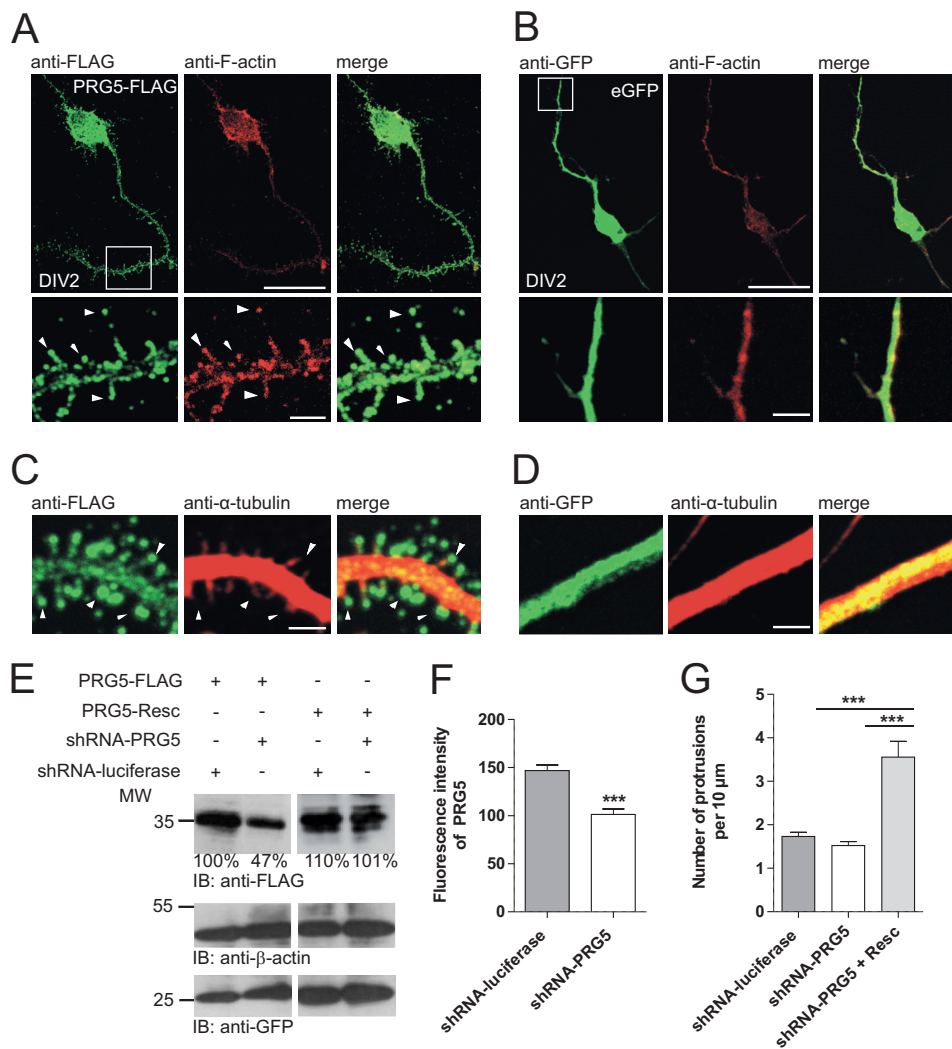 A
anti-FLAG anti-F-actin merge
PRG5-FLAG
DIV2
B
anti-GFP anti-F-actin merge
eGFP
DIV2
C
anti-FLAG anti-α-tubulin merge
D
anti-GFP anti-α-tubulin merge
E
PRG5-FLAG + + - -
PRG5-Resc - - + +
shRNA-PRG5 - + - +
shRNA-luciferase + - + -
MW
35
100% 47% 110% 101%
IB: anti-FLAG
55
IB: anti-β-actin
25
IB: anti-GFP
F
Fluorescence intensity
of PRG5
200
150
100
50
0
***
shRNA-luciferase
shRNA-PRG5
G
Number of protrusions
per 10 µm
5
4
3
2
1
0
***
***
shRNA-luciferase
shRNA-PRG5
shRNA-PRG5 + Resc